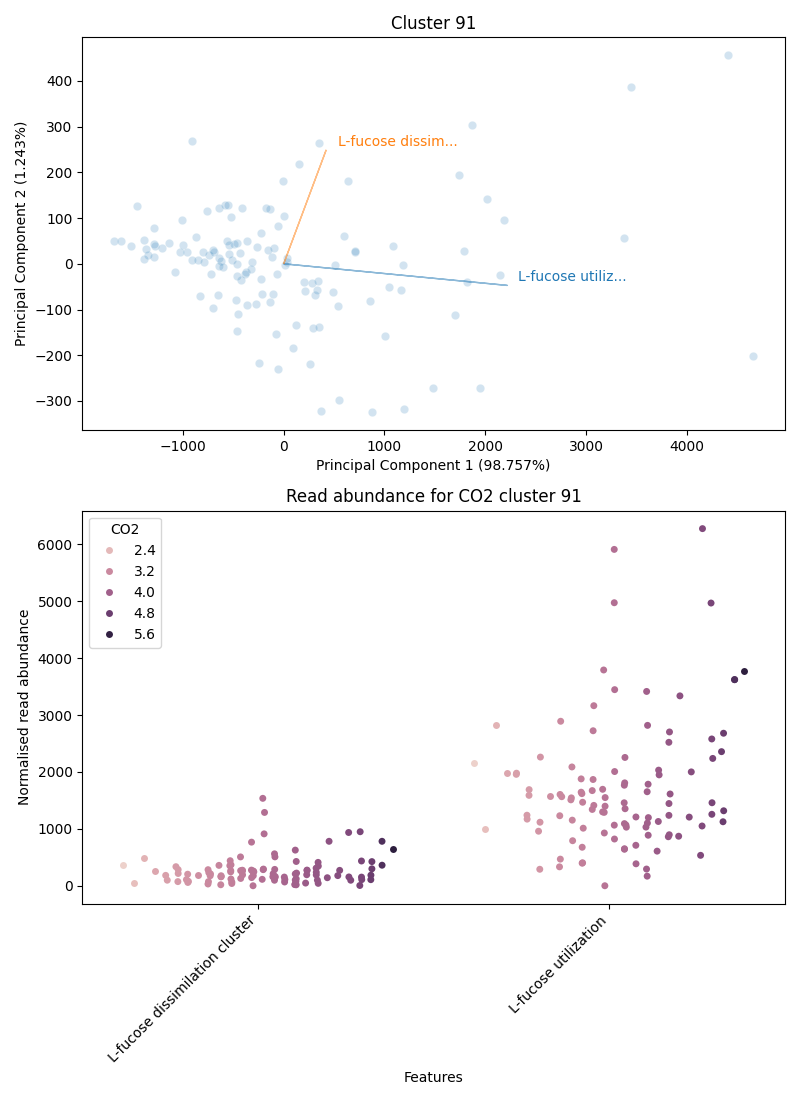 Cluster 91
400
300
200
100
0
−100
−200
−300
Principal Component 2 (1.243%)
L-fucose dissim...
L-fucose utiliz...
−1000
0
1000
2000
3000
4000
Principal Component 1 (98.757%)
Read abundance for CO2 cluster 91
CO2
2.4
3.2
4.0
4.8
5.6
6000
5000
4000
3000
2000
1000
0
Normalised read abundance
L-fucose dissimilation cluster
L-fucose utilization
Features